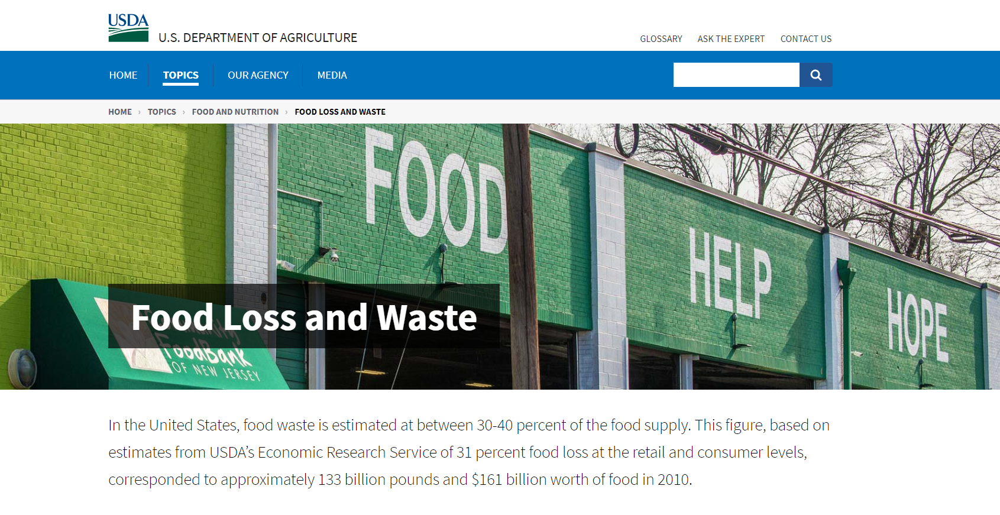 USDA
U.S. DEPARTMENT OF AGRICULTURE
GLOSSARY ASK THE EXPERT CONTACT US
HOME TOPICS OUR AGENCY MEDIA
HOME › TOPICS › FOOD AND NUTRITION › FOOD LOSS AND WASTE
FOOD
HELP
HOPE
Food Loss and Waste
FoodBank
OF NEW JERSEY
In the United States, food waste is estimated at between 30-40 percent of the food supply. This figure, based on
estimates from USDA’s Economic Research Service of 31 percent food loss at the retail and consumer levels,
corresponded to approximately 133 billion pounds and $161 billion worth of food in 2010.